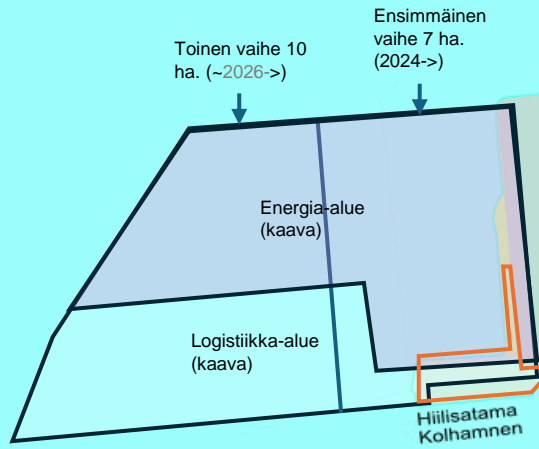 Toinen vaihe 10
ha. (~2026->)
Ensimmäinen
vaihe 7 ha.
(2024->)
Energia-alue
(kaava)
Logistiikka-alue
(kaava)
Hiilisatama
Kolhamnen